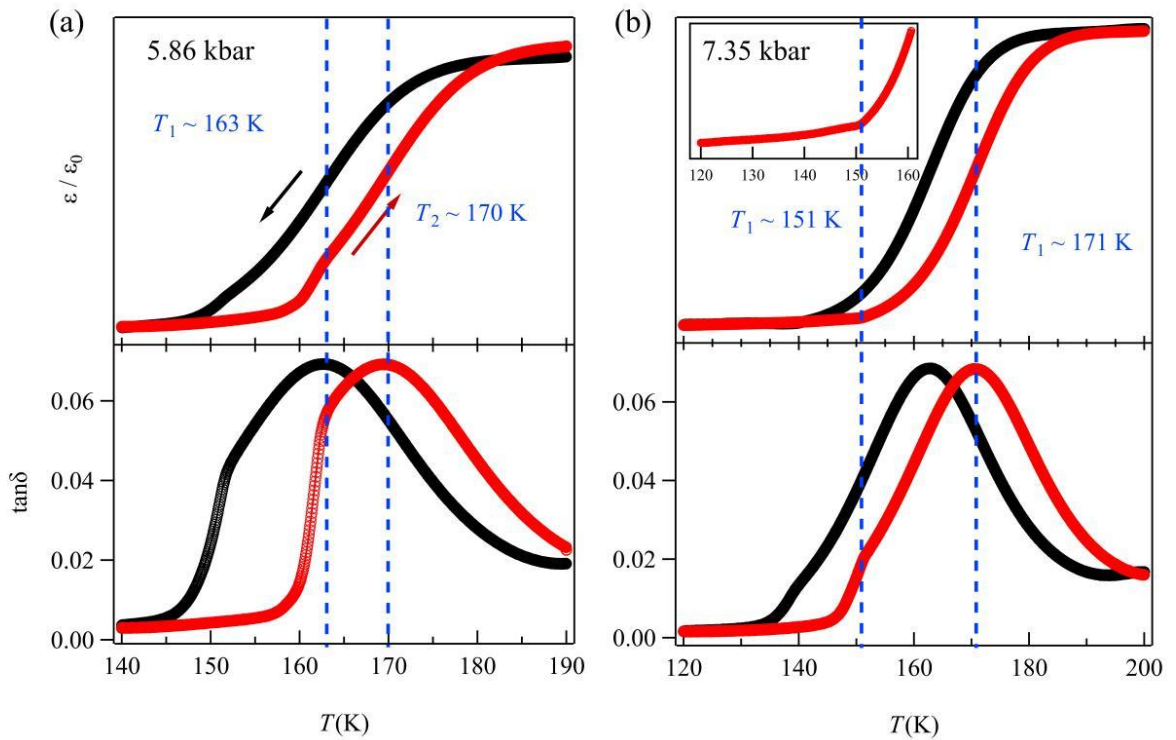 (a)
5.86 kbar
T1 ~ 163 K
T2 ~ 170 K
ε / ε0
0.06
0.04
0.02
0.00
tanδ
140 150 160 170 180 190
T(K)
(b)
7.35 kbar
120 130 140 150 160
T1 ~ 151 K
T1 ~ 171 K
0.06
0.04
0.02
0.00
120 140 160 180 200
T(K)